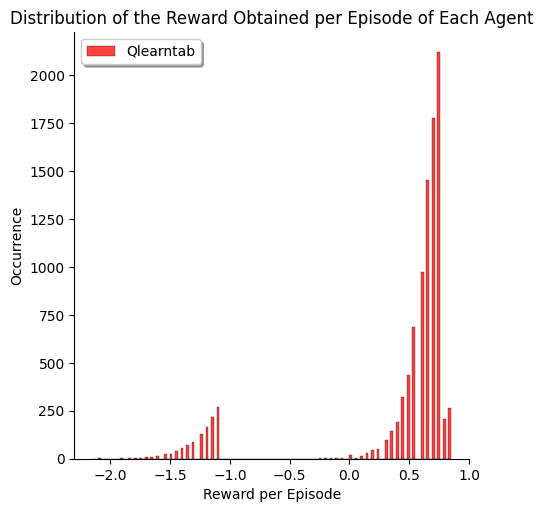 Distribution of the Reward Obtained per Episode of Each Agent
Qlearntab
2000
1750
1500
1250
1000
750
500
250
0
Occurrence
−2.0 −1.5 −1.0 −0.5 0.0 0.5 1.0
Reward per Episode